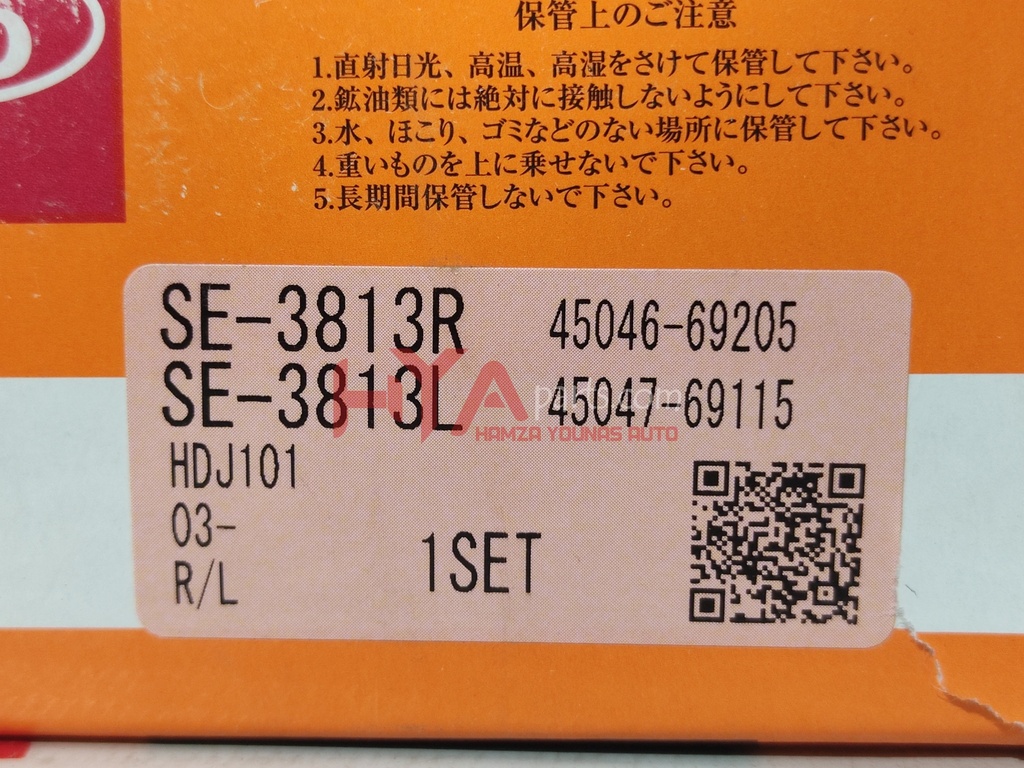 保管上のご注意
1.直射日光、高温、高湿をさけて保管して下さい。
2.鉱油類には絶対に接触しないようにして下さい。
3.水、ほこり、ゴミなどのない場所に保管して下さい。
4.重いものを上に乗せないで下さい。
5.長期間保管しないで下さい。
SE-3813R 45046-69205
SE-3813L 45047-69115
HYA parts.com
HAMZA YOUNAS AUTO
HDJ101
03-
R/L
1SET